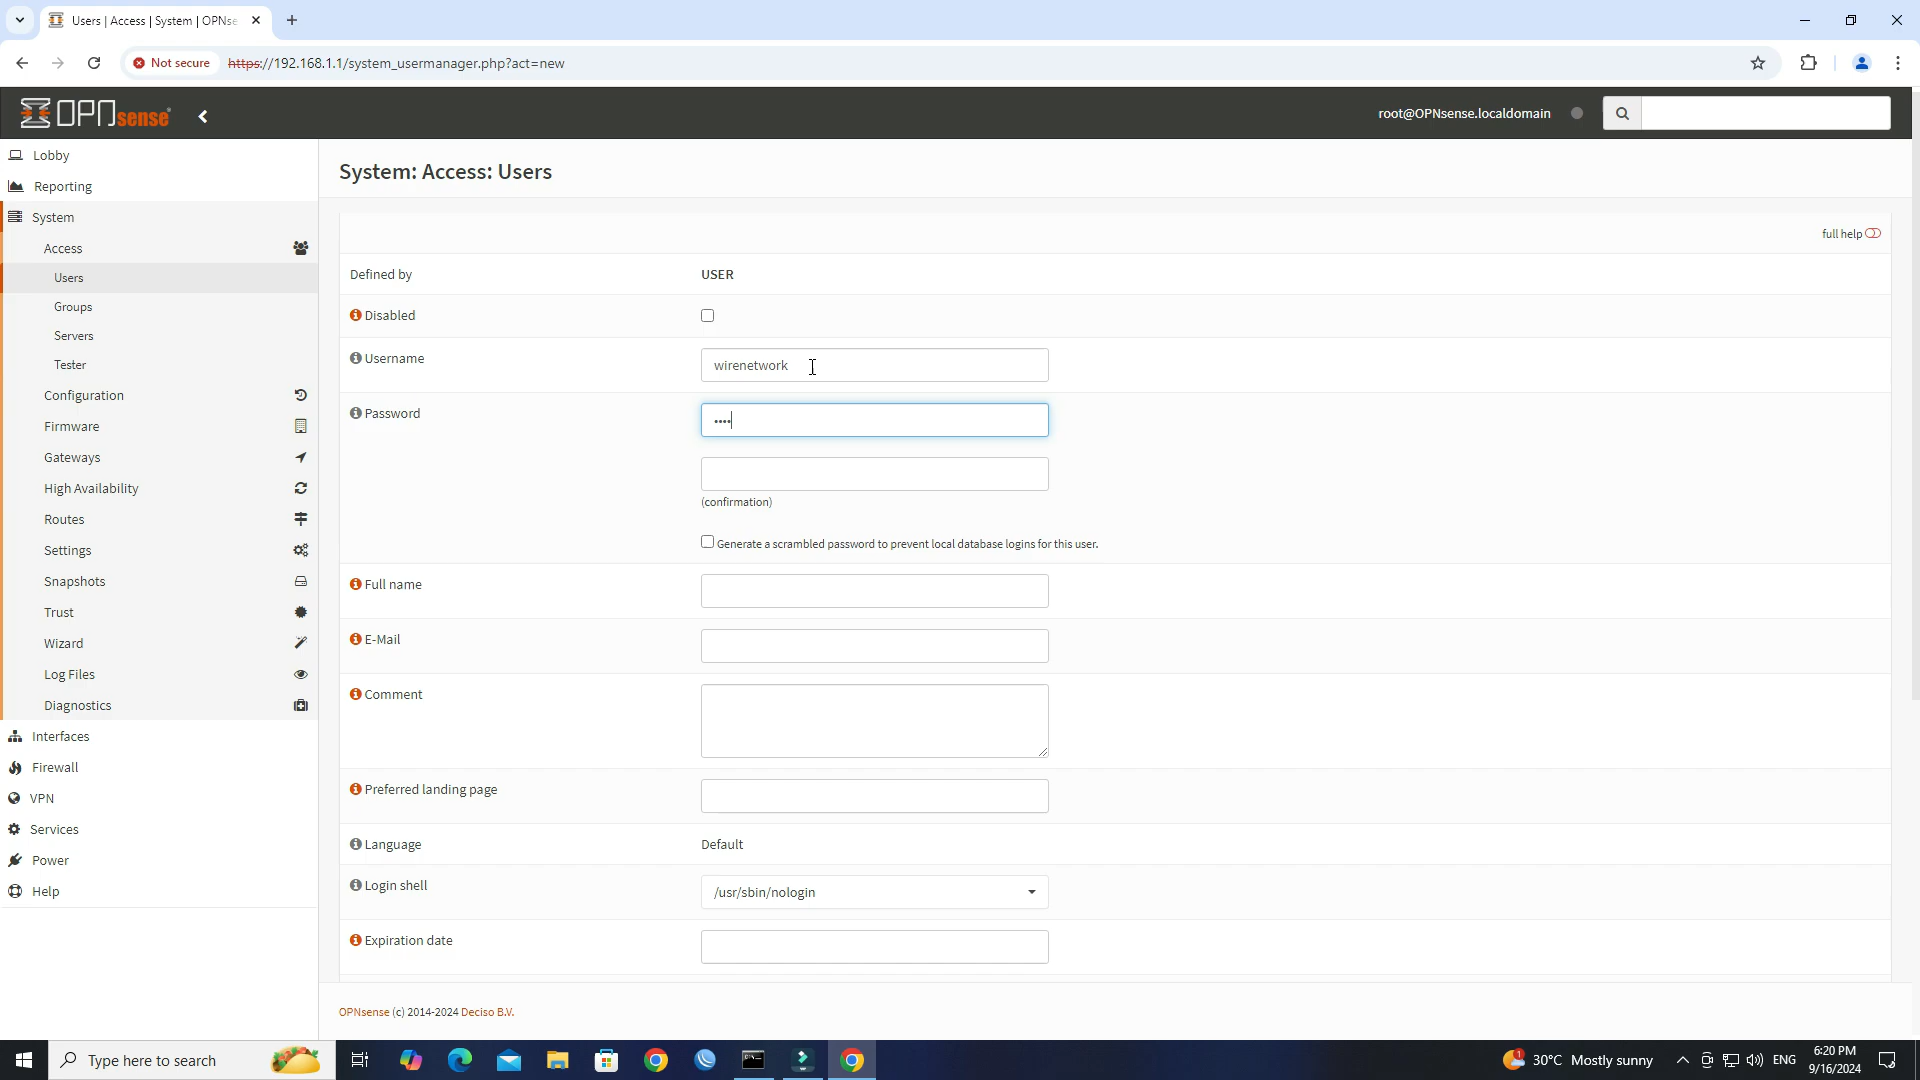 Users | Access | System | OPNse
Not secure
https://192.168.1.1/system_usermanager.php?act=new
OPNsense
root@OPNsense.localdomain
Lobby
Reporting
System
Access
Users
Groups
Servers
Tester
Configuration
Firmware
Gateways
High Availability
Routes
Settings
Snapshots
Trust
Wizard
Log Files
Diagnostics
Interfaces
Firewall
VPN
Services
Power
Help
System: Access: Users
full help
Defined by
USER
Disabled
Username
wirenetwork
Password
••••
(confirmation)
Generate a scrambled password to prevent local database logins for this user.
Full name
E-Mail
Comment
Preferred landing page
Language
Default
Login shell
/usr/sbin/nologin
Expiration date
OPNsense (c) 2014-2024 Deciso B.V.
Type here to search
1
30°C Mostly sunny
ENG
6:20 PM
9/16/2024